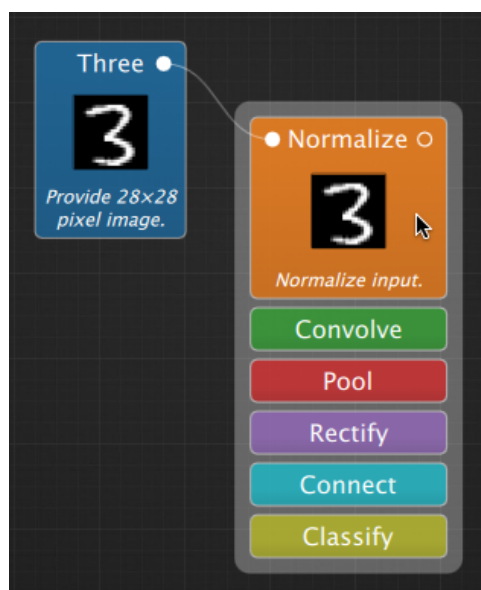 Three
3
Provide 28×28
pixel image.
Normalize
3
Normalize input.
Convolve
Pool
Rectify
Connect
Classify